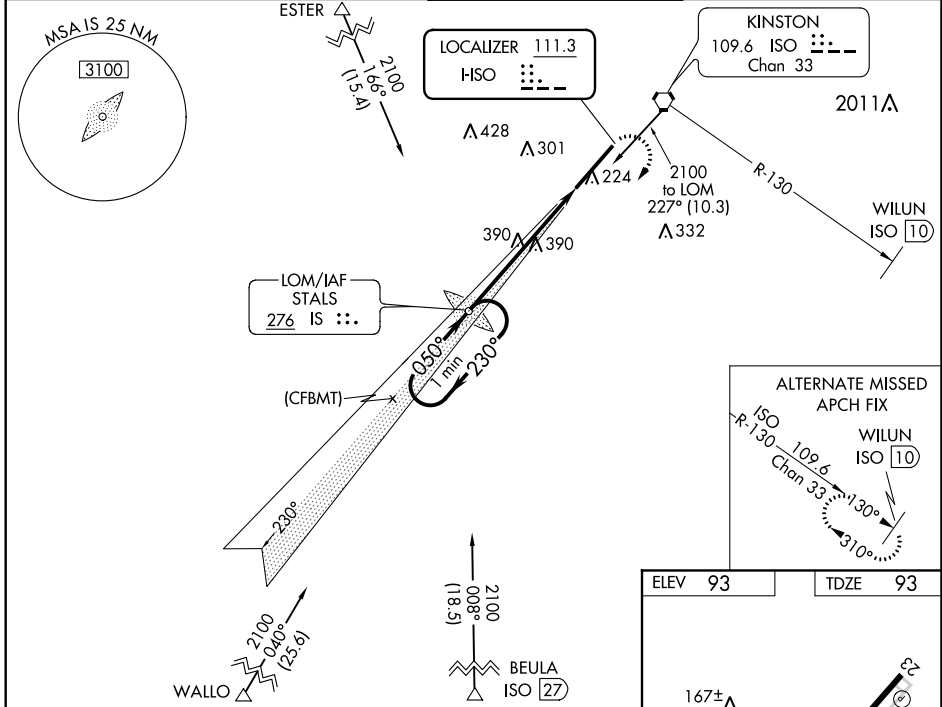 MSA IS 25 NM
3100
ESTER
2100
166°
(15.4)
LOCALIZER 111.3
I-ISO
KINSTON
109.6 ISO
Chan 33
2011
428
301
224
2100
to LOM
227° (10.3)
332
R-130
WILUN
ISO 10
390
390
LOM/IAF
STALS
276 IS
050°
1 min
230°
(CFBMT)
230°
ALTERNATE MISSED
APCH FIX
ISO
R-130
109.6
Chan 33
WILUN
ISO 10
130°
310°
2100
040°
(25.6)
WALLO
2100
008°
(18.5)
BEULA
ISO 27
ELEV 93
TDZE 93
167±
23
P